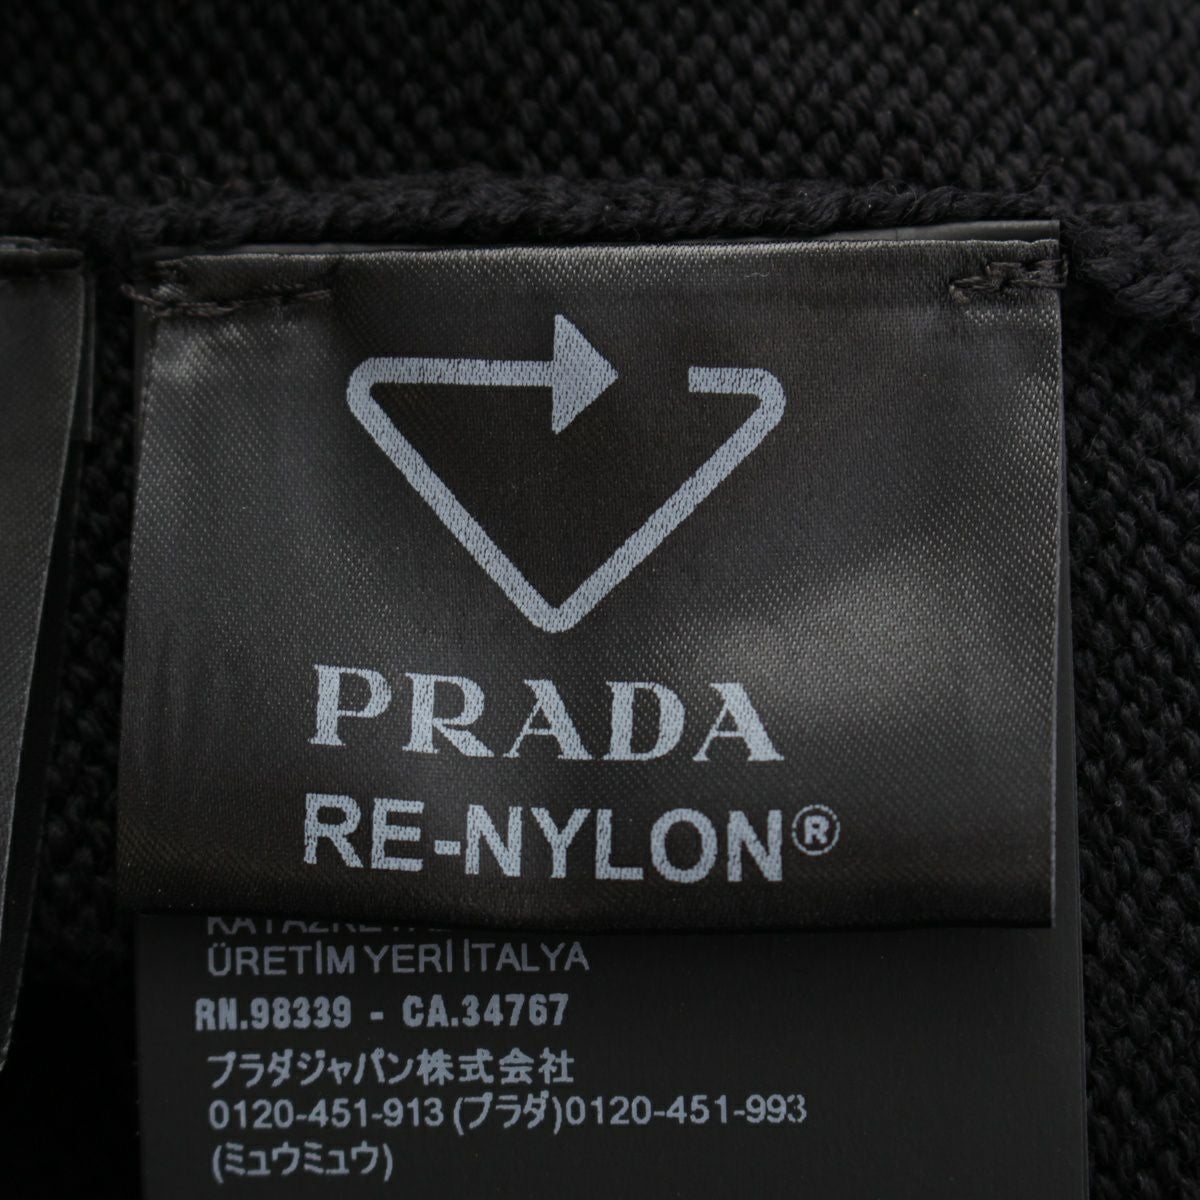 PRADA
RE-NYLON®
ÜRETİM YERİ İTALYA
RN.98339 - CA.34767
プラダジャパン株式会社
0120-451-913 (プラダ)0120-451-993
(ミュウミュウ)